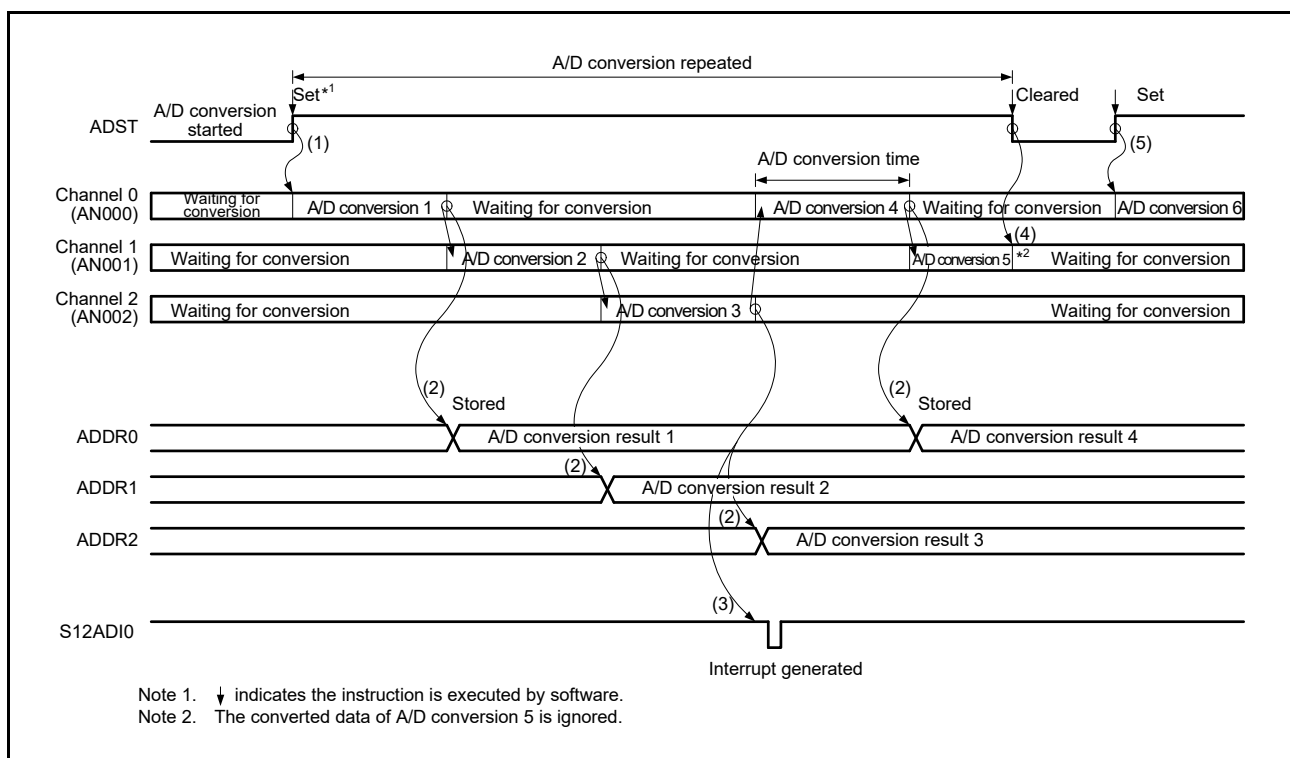 A/D conversion repeated
Set*1
Cleared
Set
A/D conversion
started
ADST
(1)
(5)
A/D conversion time
Channel 0
(AN000)
Waiting for
conversion
A/D conversion 1
Waiting for conversion
A/D conversion 4
Waiting for conversion
A/D conversion 6
(4)
Channel 1
(AN001)
Waiting for conversion
A/D conversion 2
Waiting for conversion
A/D conversion 5
*2
Waiting for conversion
Channel 2
(AN002)
Waiting for conversion
A/D conversion 3
Waiting for conversion
(2)
Stored
(2)
Stored
ADDR0
A/D conversion result 1
A/D conversion result 4
(2)
ADDR1
A/D conversion result 2
(2)
ADDR2
A/D conversion result 3
(3)
S12ADI0
Interrupt generated
Note 1. ↓ indicates the instruction is executed by software.
Note 2. The converted data of A/D conversion 5 is ignored.